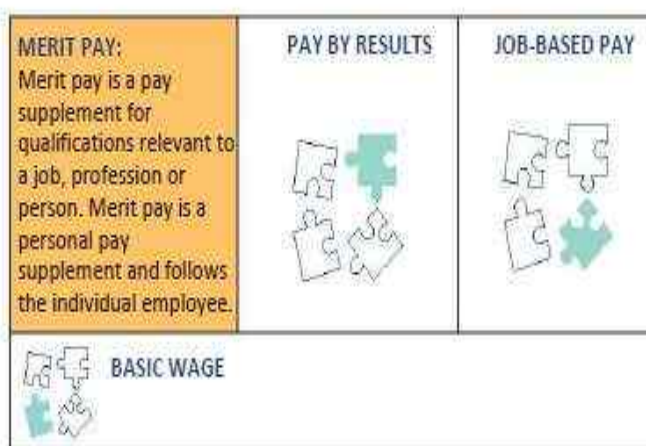 MERIT PAY:
Merit pay is a pay
supplement for
qualifications relevant to
a job, profession or
person. Merit pay is a
personal pay
supplement and follows
the individual employee.
PAY BY RESULTS
JOB-BASED PAY
BASIC WAGE